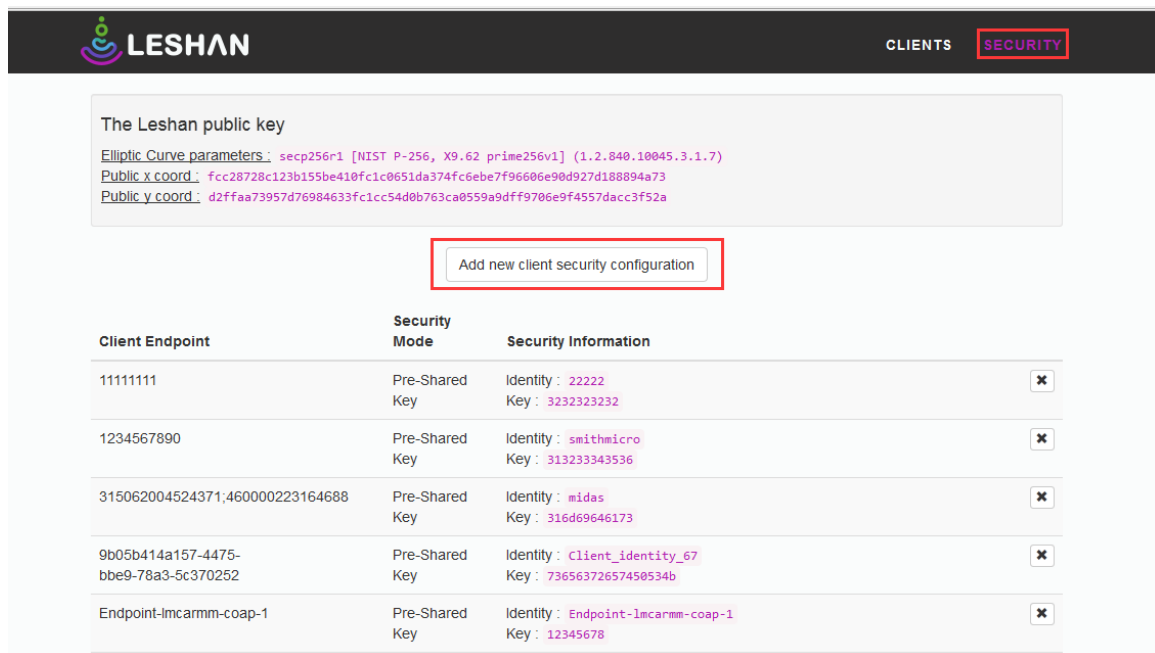 LESHΛN
CLIENTS SECURITY
The Leshan public key
Elliptic Curve parameters : secp256r1 [NIST P-256, X9.62 prime256v1] (1.2.840.10045.3.1.7)
Public x coord : fcc28728c123b155be410fc1c0651da374fc6ebe7f96606e90d927d188894a73
Public y coord : d2ffaa73957d76984633fc1cc54d0b763ca0559a9dff9706e9f4557dacc3f52a
Add new client security configuration
Client Endpoint Security Mode Security Information
11111111 Pre-Shared Key Identity : 22222
Key : 3232323232
1234567890 Pre-Shared Key Identity : smithmicro
Key : 313233343536
315062004524371;460000223164688 Pre-Shared Key Identity : midas
Key : 316d69646173
9b05b414a157-4475-bbe9-78a3-5c370252 Pre-Shared Key Identity : Client_identity_67
Key : 73656372657450534b
Endpoint-lmcarmm-coap-1 Pre-Shared Key Identity : Endpoint-lmcarmm-coap-1
Key : 12345678